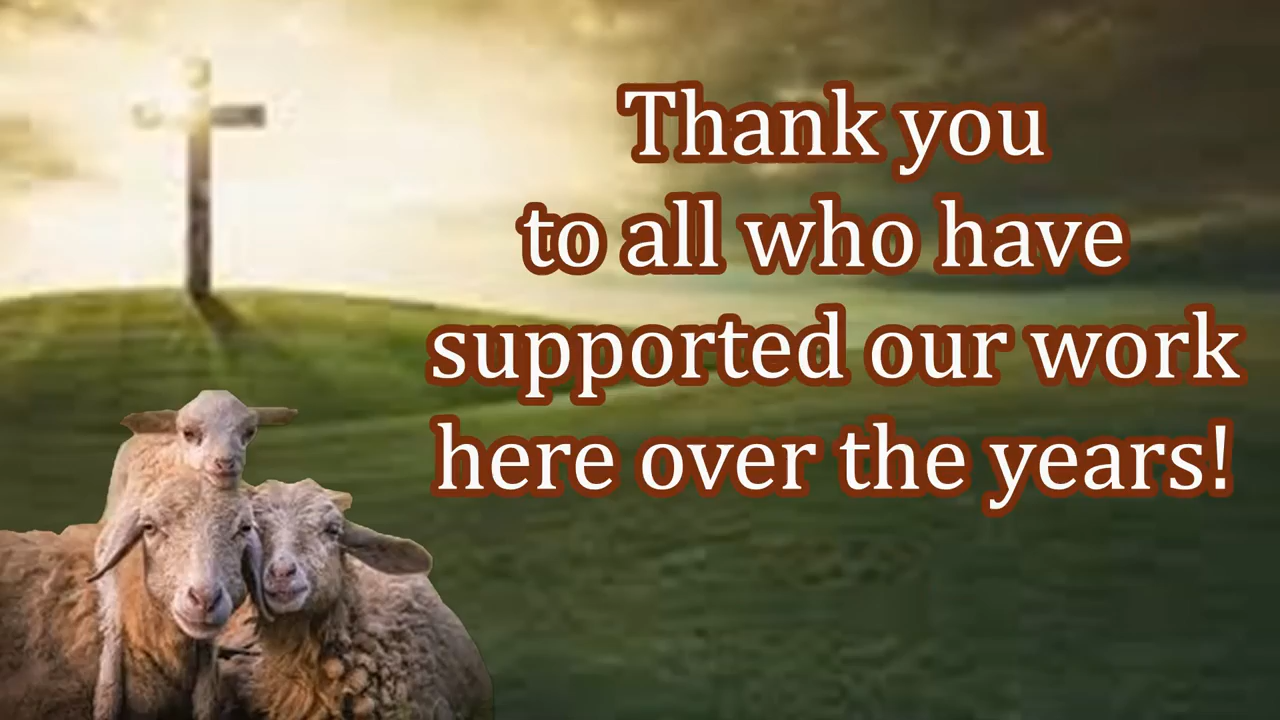 Thank you
to all who have
supported our work
here over the years!